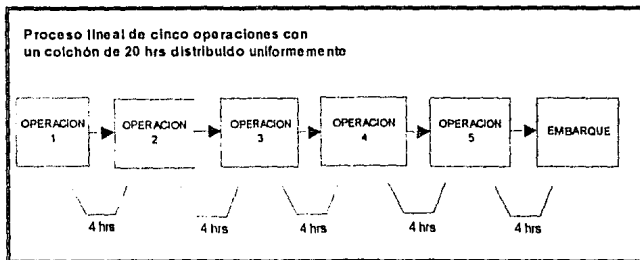 Proceso lineal de cinco operaciones con
un colchón de 20 hrs distribuido uniformemente
OPERACION
1
OPERACION
2
OPERACION
3
OPERACION
4
OPERACION
5
EMBARQUE
4 hrs
4 hrs
4 hrs
4 hrs
4 hrs